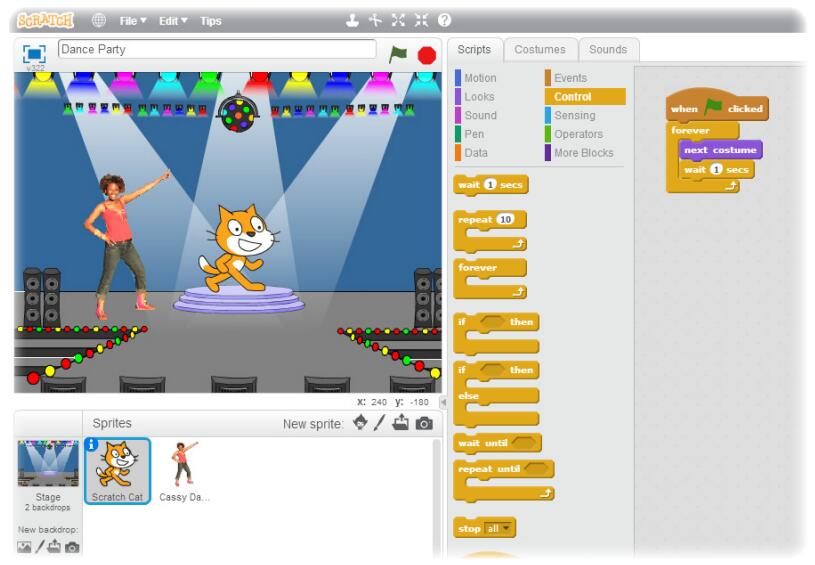 SCRATCH File Edit Tips
Dance Party
v322
Scripts Costumes Sounds
Motion Events
Looks Control
Sound Sensing
Pen Operators
Data More Blocks
wait 1 secs
repeat 10
forever
if then
if then
else
wait until
repeat until
stop all
when clicked
forever
next costume
wait 1 secs
X: 240 y: -180
Sprites New sprite:
Stage
2 backdrops
New backdrop:
Scratch Cat Cassy Da...